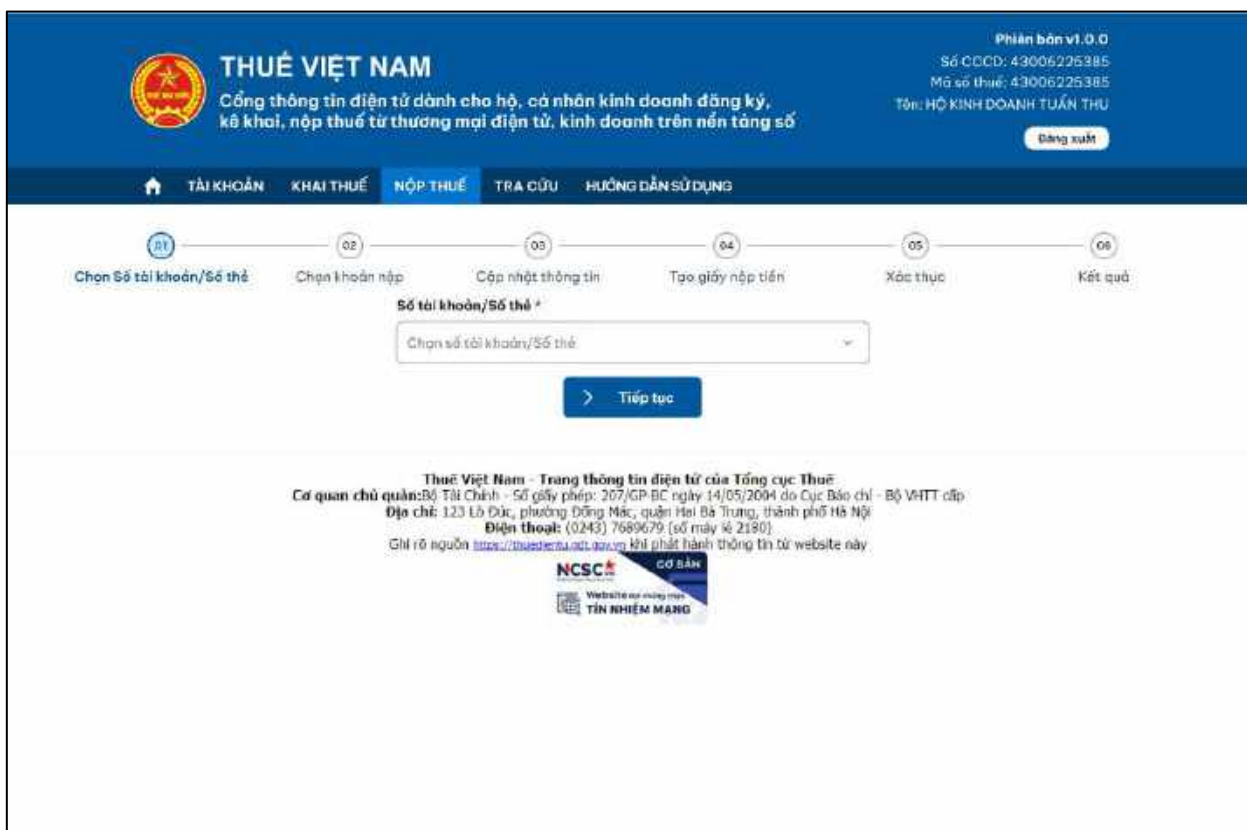 THUẾ VIỆT NAM
Cổng thông tin điện tử dành cho hộ, cá nhân kinh doanh đăng ký,
kê khai, nộp thuế từ thương mại điện tử, kinh doanh trên nền tảng số
Phiên bản v1.0.0
Số CCCD: 43006225385
Mã số thuế: 43006225385
Tên: HỘ KINH DOANH TUẤN THU
Đăng xuất
TÀI KHOẢN KHAI THUẾ NỘP THUẾ TRA CỨU HƯỚNG DẪN SỬ DỤNG
01 02 03 04 05 06
Chọn Số tài khoản/Số thẻ Chọn khoản nộp Cập nhật thông tin Tạo giấy nộp tiền Xác thực Kết quả
Số tài khoản/Số thẻ *
Chọn số tài khoản/Số thẻ
Tiếp tục
Thuế Việt Nam - Trang thông tin điện tử của Tổng cục Thuế
Cơ quan chủ quản:Bộ Tài Chính - Số giấy phép: 207/GP-BC ngày 14/05/2004 do Cục Báo chí - Bộ VHTT cấp
Địa chỉ: 123 Lò Đúc, phường Đống Mác, quận Hai Bà Trưng, thành phố Hà Nội
Điện thoại: (0243) 7689679 (số máy lẻ 2180)
Ghi rõ nguồn https://thuedientu.gdt.gov.vn khi phát hành thông tin từ website này
NCSC CƠ BẢN
Website
TÍN NHIỆM MẠNG